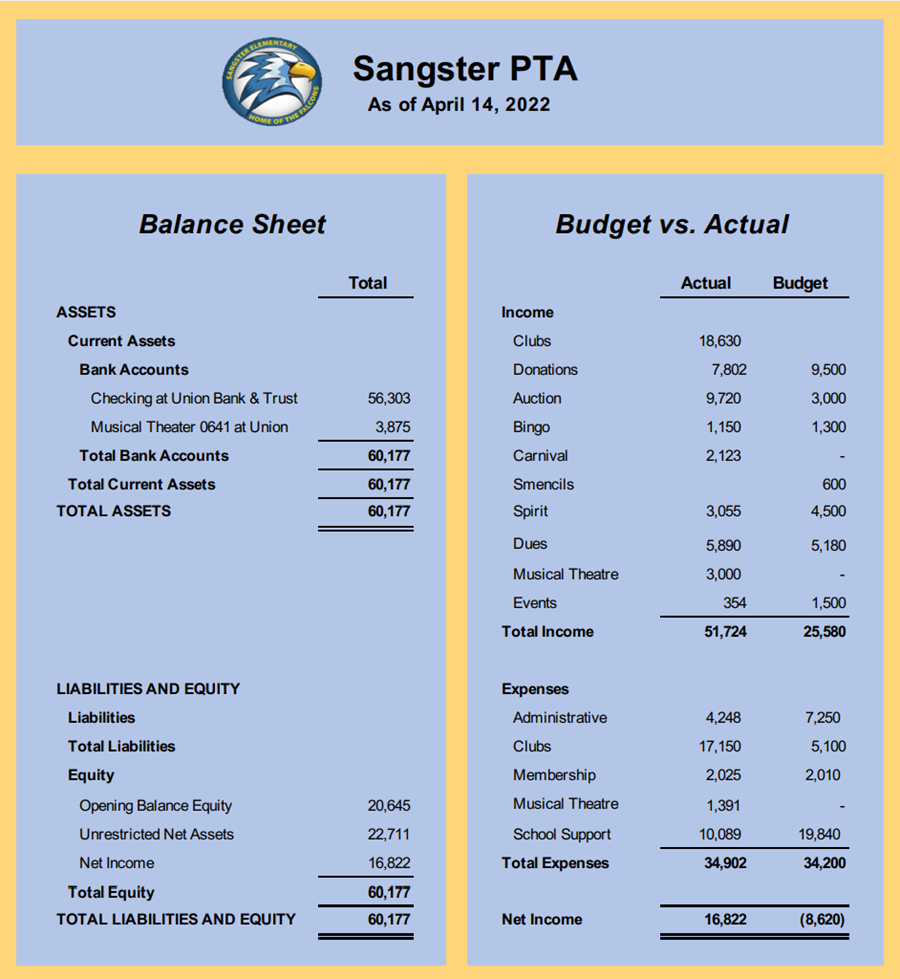 SANGSTER ELEMENTARY
HOME OF THE FALCONS
Sangster PTA
As of April 14, 2022
Balance Sheet
Total
ASSETS
Current Assets
Bank Accounts
Checking at Union Bank & Trust 56,303
Musical Theater 0641 at Union 3,875
Total Bank Accounts 60,177
Total Current Assets 60,177
TOTAL ASSETS 60,177
LIABILITIES AND EQUITY
Liabilities
Total Liabilities
Equity
Opening Balance Equity 20,645
Unrestricted Net Assets 22,711
Net Income 16,822
Total Equity 60,177
TOTAL LIABILITIES AND EQUITY 60,177
Budget vs. Actual
Actual Budget
Income
Clubs 18,630
Donations 7,802 9,500
Auction 9,720 3,000
Bingo 1,150 1,300
Carnival 2,123 -
Smencils 600
Spirit 3,055 4,500
Dues 5,890 5,180
Musical Theatre 3,000 -
Events 354 1,500
Total Income 51,724 25,580
Expenses
Administrative 4,248 7,250
Clubs 17,150 5,100
Membership 2,025 2,010
Musical Theatre 1,391 -
School Support 10,089 19,840
Total Expenses 34,902 34,200
Net Income 16,822 (8,620)